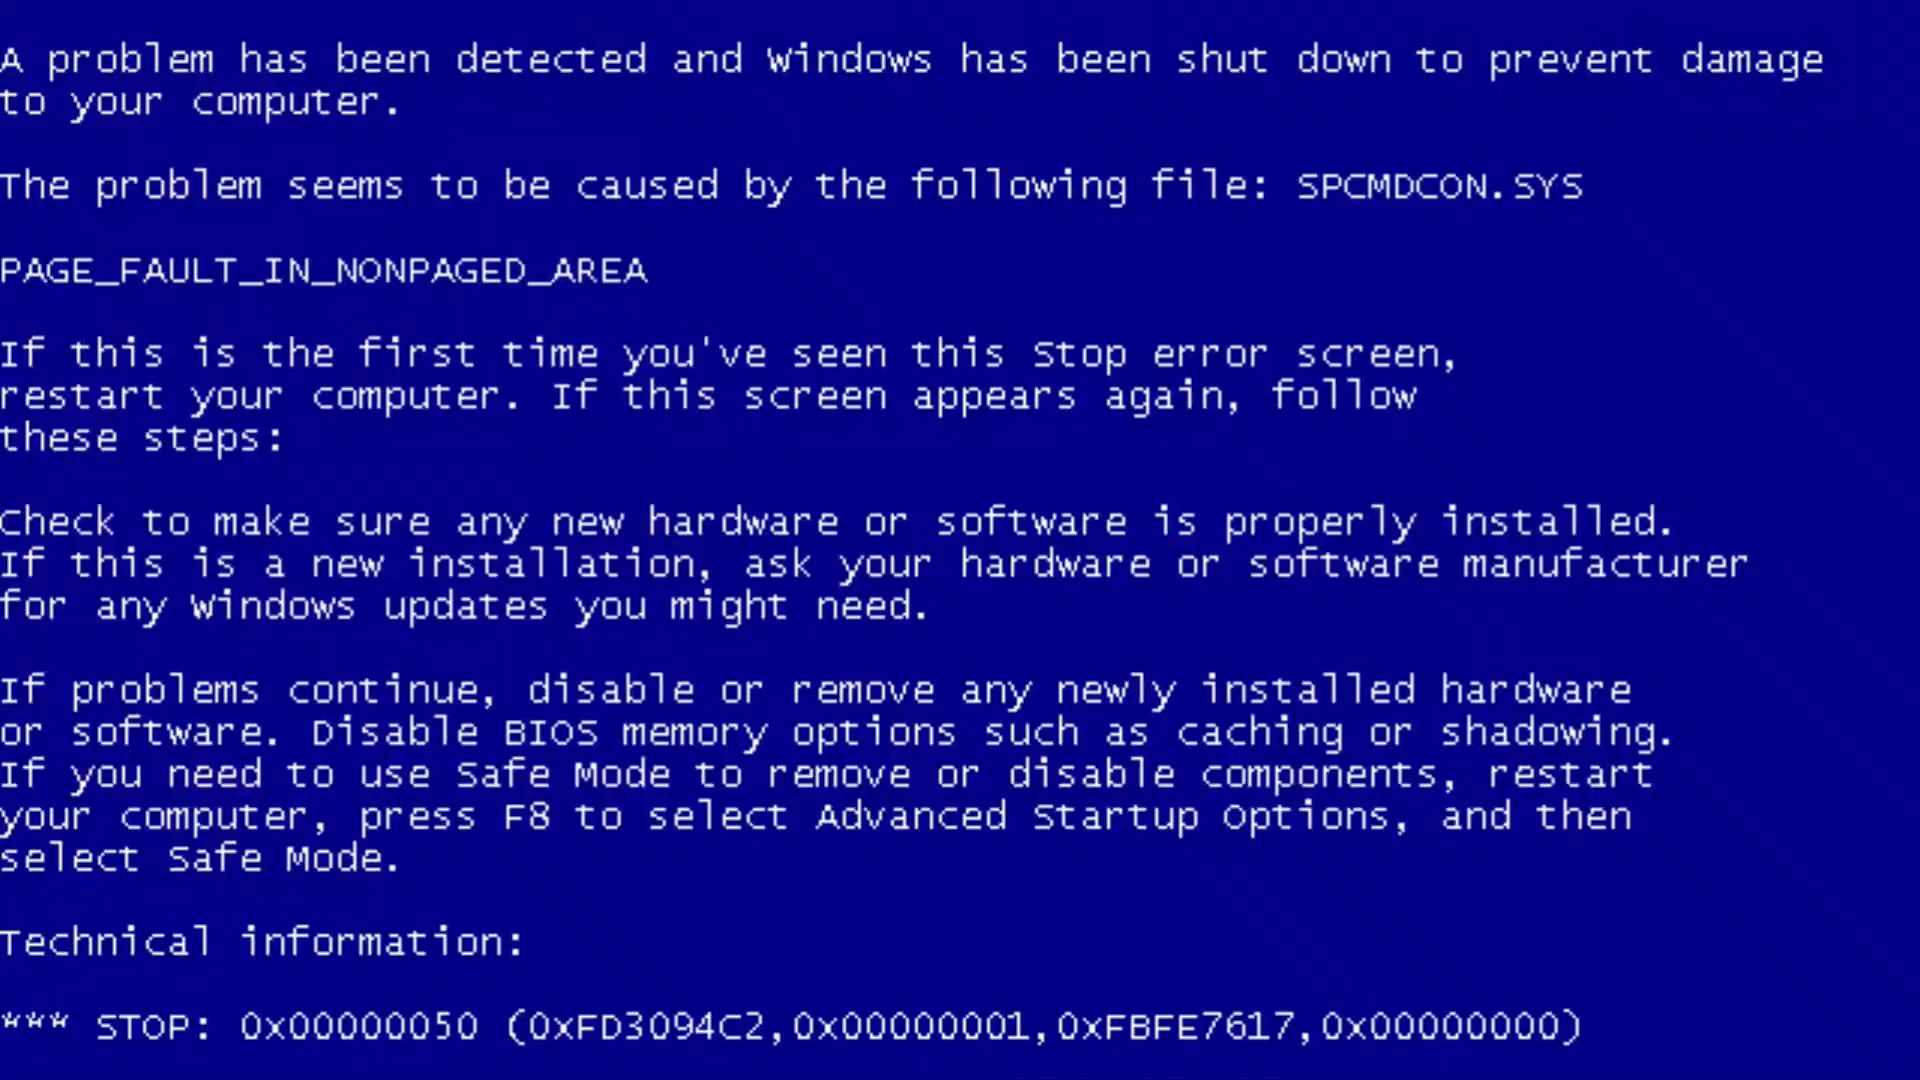 A problem has been detected and Windows has been shut down to prevent damage
to your computer.
The problem seems to be caused by the following file: SPCMDCON.SYS
PAGE_FAULT_IN_NONPAGED_AREA
If this is the first time you've seen this Stop error screen,
restart your computer. If this screen appears again, follow
these steps:
Check to make sure any new hardware or software is properly installed.
If this is a new installation, ask your hardware or software manufacturer
for any Windows updates you might need.
If problems continue, disable or remove any newly installed hardware
or software. Disable BIOS memory options such as caching or shadowing.
If you need to use Safe Mode to remove or disable components, restart
your computer, press F8 to select Advanced Startup Options, and then
select Safe Mode.
Technical information:
*** STOP: 0x00000050 (0xFD3094C2,0x00000001,0xFBFE7617,0x00000000)